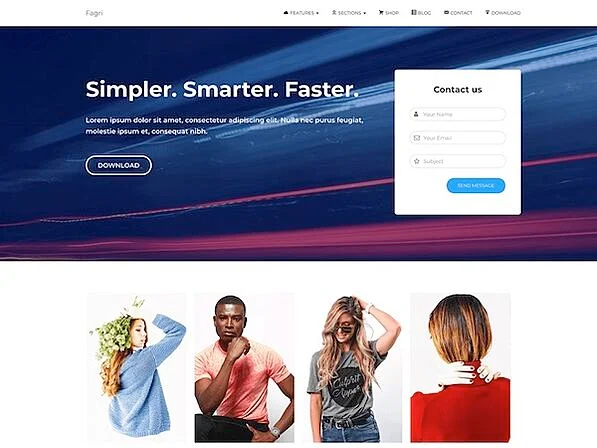 Fagri
FEATURES
SECTIONS
SHOP
BLOG
CONTACT
DOWNLOAD
Simpler. Smarter. Faster.
Lorem ipsum dolor sit amet, consectetur adipiscing elit. Nulla nec purus feugiat,
molestie ipsum et, consequat nibh.
DOWNLOAD
Contact us
Your Name
Your Email
Subject
SEND MESSAGE